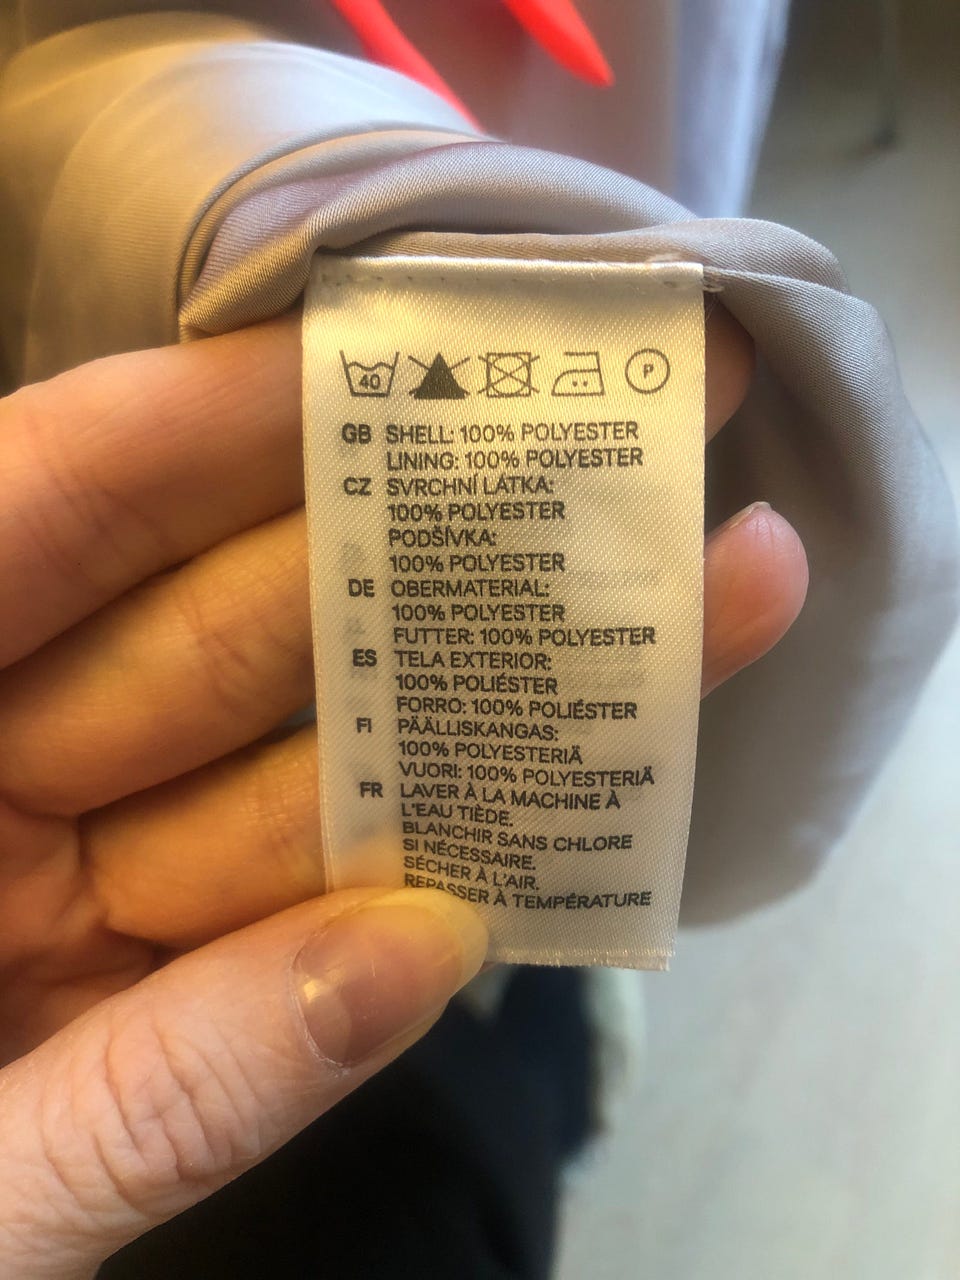 40 P
GB SHELL: 100% POLYESTER
LINING: 100% POLYESTER
CZ SVRCHNÍ LÁTKA:
100% POLYESTER
PODŠÍVKA:
100% POLYESTER
DE OBERMATERIAL:
100% POLYESTER
FUTTER: 100% POLYESTER
ES TELA EXTERIOR:
100% POLIÉSTER
FORRO: 100% POLIÉSTER
FI PÄÄLLISKANGAS:
100% POLYESTERIÄ
VUORI: 100% POLYESTERIÄ
FR LAVER À LA MACHINE À
L'EAU TIÈDE.
BLANCHIR SANS CHLORE
SI NÉCESSAIRE.
SÉCHER À L'AIR.
REPASSER À TEMPÉRATURE